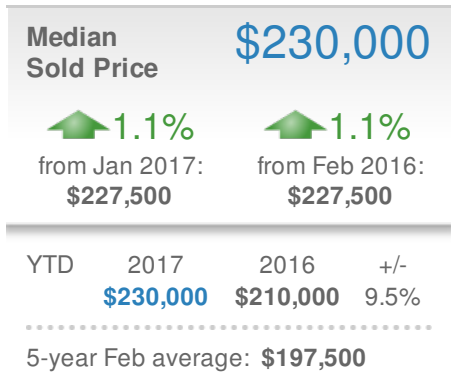 Median
Sold Price
$230,000
1.1%
from Jan 2017:
$227,500
1.1%
from Feb 2016:
$227,500
YTD 2017 2016 +/-
$230,000 $210,000 9.5%
5-year Feb average: $197,500